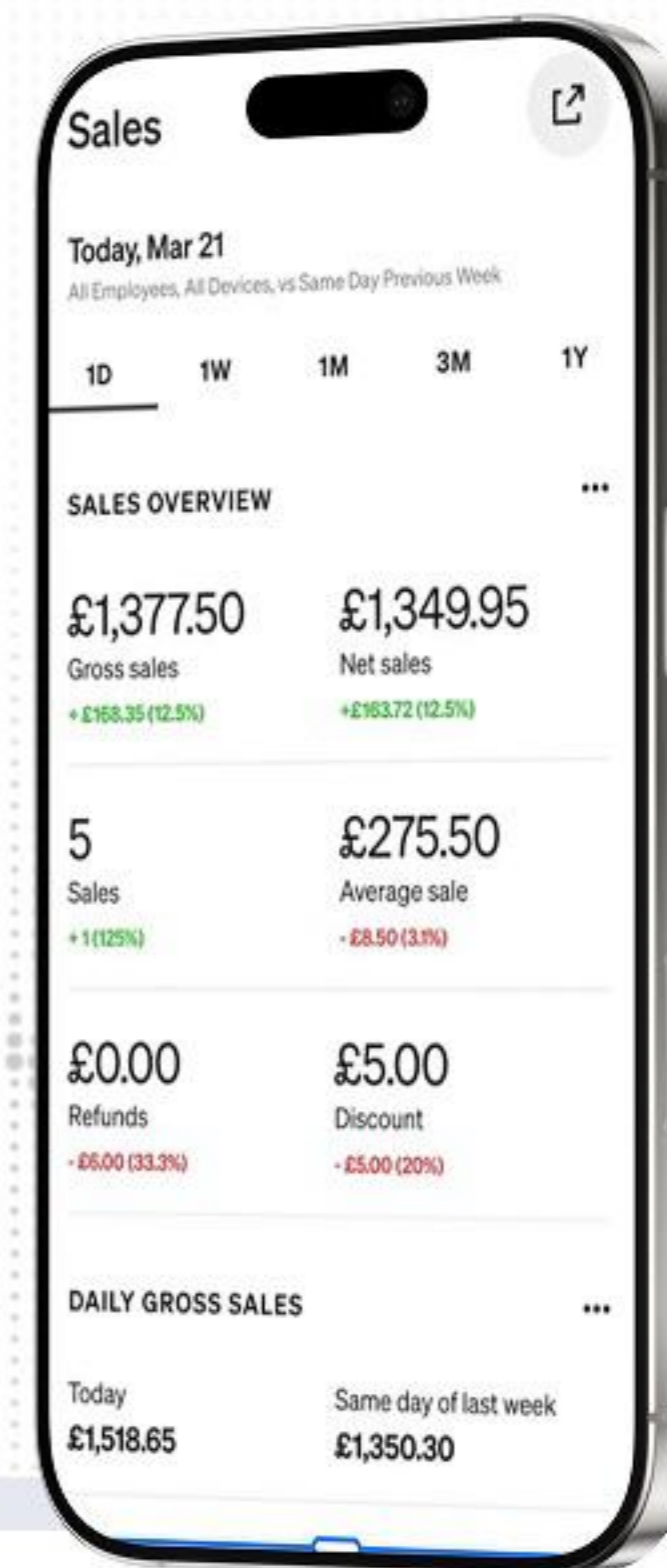 Sales
Today, Mar 21
All Employees, All Devices, vs Same Day Previous Week
1D 1W 1M 3M 1Y
SALES OVERVIEW
£1,377.50 £1,349.95
Gross sales Net sales
+ £168.35 (12.5%) +£163.72 (12.5%)
5 £275.50
Sales Average sale
+ 1 (125%) - £8.50 (3.1%)
£0.00 £5.00
Refunds Discount
- £6.00 (33.3%) - £5.00 (20%)
DAILY GROSS SALES
Today Same day of last week
£1,518.65 £1,350.30